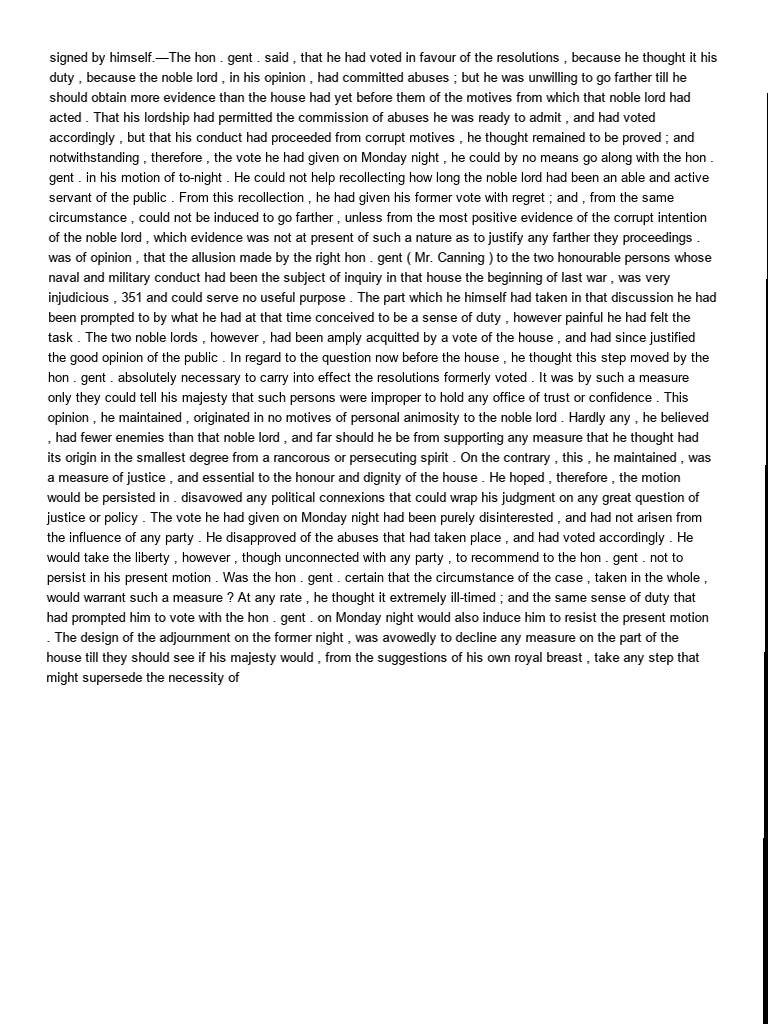 signed by himself.—The hon . gent . said , that he had voted in favour of the resolutions , because he thought it his
duty , because the noble lord , in his opinion , had committed abuses ; but he was unwilling to go farther till he
should obtain more evidence than the house had yet before them of the motives from which that noble lord had
acted . That his lordship had permitted the commission of abuses he was ready to admit , and had voted
accordingly , but that his conduct had proceeded from corrupt motives , he thought remained to be proved ; and
notwithstanding , therefore , the vote he had given on Monday night , he could by no means go along with the hon .
gent . in his motion of to-night . He could not help recollecting how long the noble lord had been an able and active
servant of the public . From this recollection , he had given his former vote with regret ; and , from the same
circumstance , could not be induced to go farther , unless from the most positive evidence of the corrupt intention
of the noble lord , which evidence was not at present of such a nature as to justify any farther they proceedings .
was of opinion , that the allusion made by the right hon . gent ( Mr. Canning ) to the two honourable persons whose
naval and military conduct had been the subject of inquiry in that house the beginning of last war , was very
injudicious , 351 and could serve no useful purpose . The part which he himself had taken in that discussion he had
been prompted to by what he had at that time conceived to be a sense of duty , however painful he had felt the
task . The two noble lords , however , had been amply acquitted by a vote of the house , and had since justified
the good opinion of the public . In regard to the question now before the house , he thought this step moved by the
hon . gent . absolutely necessary to carry into effect the resolutions formerly voted . It was by such a measure
only they could tell his majesty that such persons were improper to hold any office of trust or confidence . This
opinion , he maintained , originated in no motives of personal animosity to the noble lord . Hardly any , he believed
, had fewer enemies than that noble lord , and far should he be from supporting any measure that he thought had
its origin in the smallest degree from a rancorous or persecuting spirit . On the contrary , this , he maintained , was
a measure of justice , and essential to the honour and dignity of the house . He hoped , therefore , the motion
would be persisted in . disavowed any political connexions that could wrap his judgment on any great question of
justice or policy . The vote he had given on Monday night had been purely disinterested , and had not arisen from
the influence of any party . He disapproved of the abuses that had taken place , and had voted accordingly . He
would take the liberty , however , though unconnected with any party , to recommend to the hon . gent . not to
persist in his present motion . Was the hon . gent . certain that the circumstance of the case , taken in the whole ,
would warrant such a measure ? At any rate , he thought it extremely ill-timed ; and the same sense of duty that
had prompted him to vote with the hon . gent . on Monday night would also induce him to resist the present motion
. The design of the adjournment on the former night , was avowedly to decline any measure on the part of the
house till they should see if his majesty would , from the suggestions of his own royal breast , take any step that
might supersede the necessity of